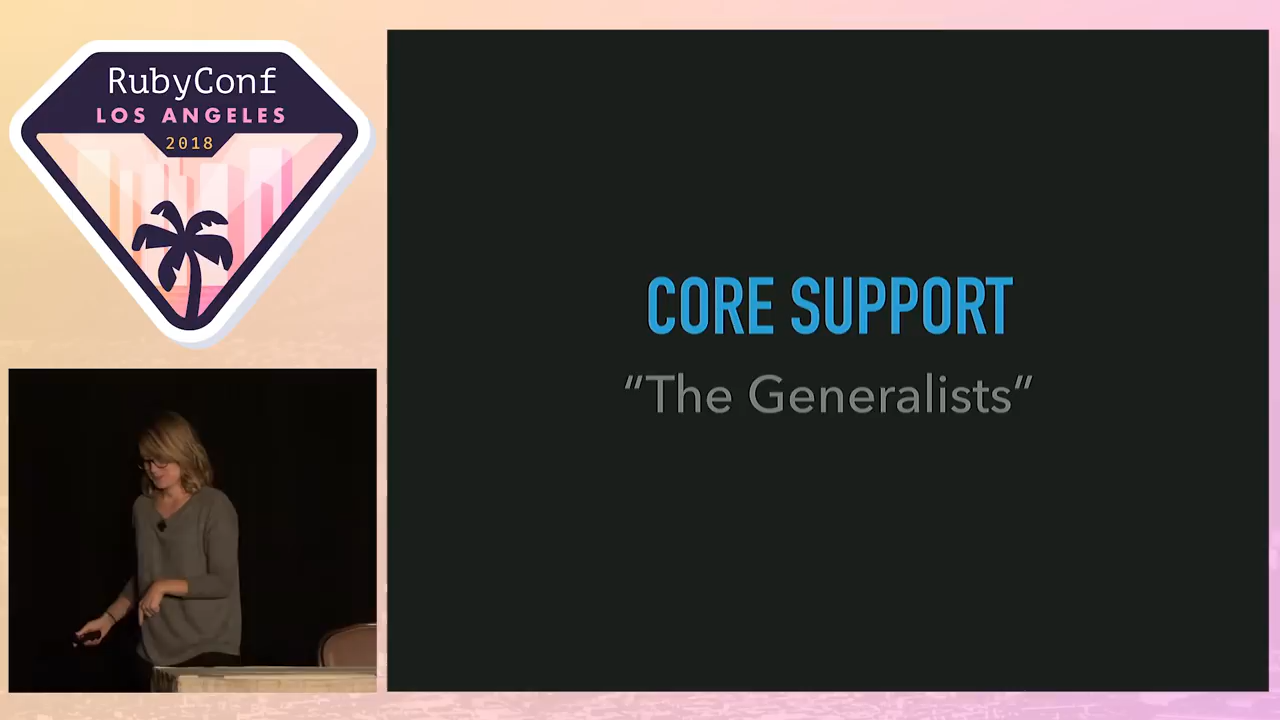 RubyConf
LOS ANGELES
2018
CORE SUPPORT
“The Generalists”